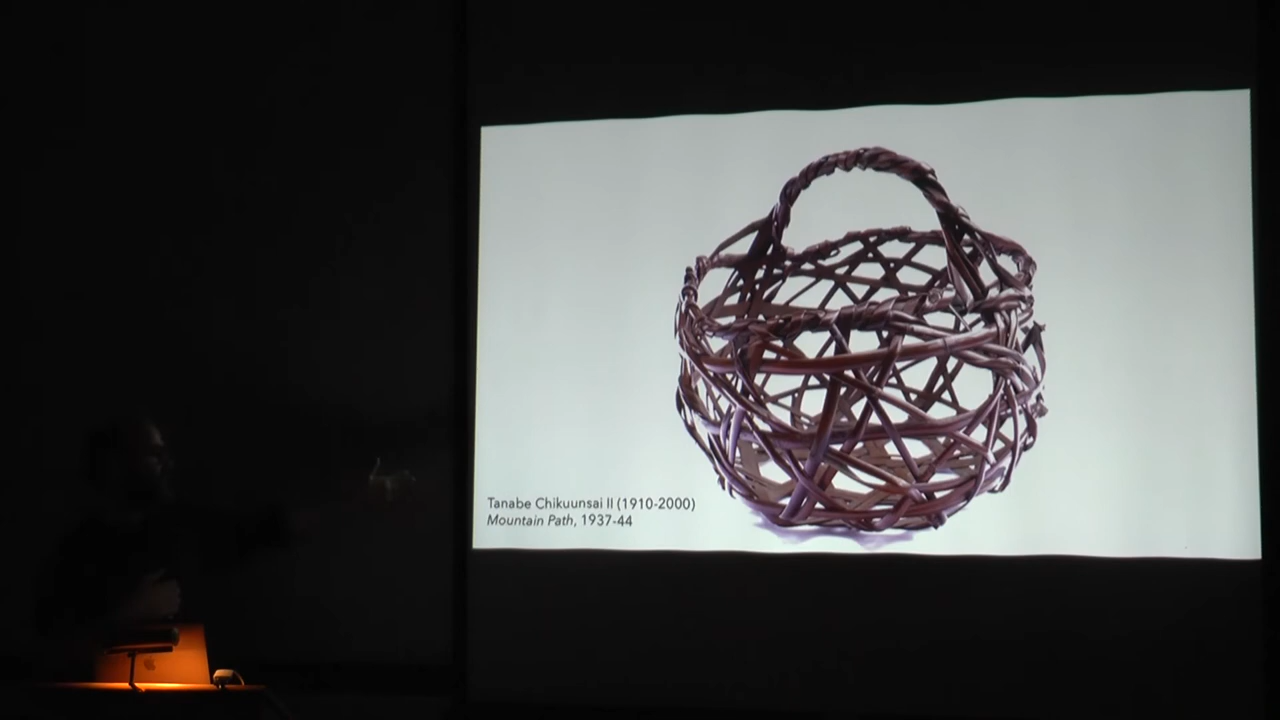 Tanabe Chikuunsai II (1910-2000)
Mountain Path, 1937-44